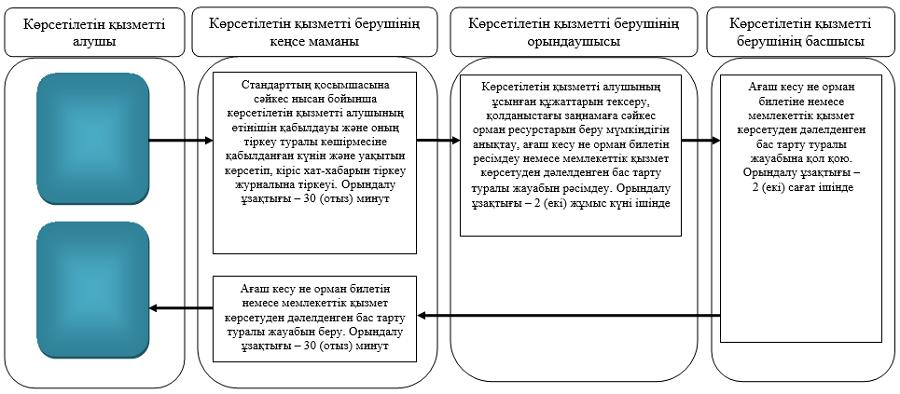 Көрсетілетін қызметті
алушы
Көрсетілетін қызметті берушінің
кеңсе маманы
Көрсетілетін қызметті берушінің
орындаушысы
Көрсетілетін қызметті
берушінің басшысы
Стандарттың қосымшасына
сәйкес нысан бойынша
көрсетілетін қызметті алушының
өтінішін қабылдауы және оның
тіркеу туралы көшірмесіне
қабылданған күнін және уақытын
көрсетіп, кіріс хат-хабарын тіркеу
журналына тіркеуі. Орындалу
ұзақтығы – 30 (отыз) минут
Көрсетілетін қызметті алушының
ұсынған құжаттарын тексеру,
қолданыстағы заңнамаға сәйкес
орман ресурстарын беру мүмкіндігін
анықтау, ағаш кесу не орман билетін
ресімдеу немесе мемлекеттік қызмет
көрсетуден дәлелденген бас тарту
туралы жауабын рәсімдеу. Орындалу
ұзақтығы – 2 (екі) жұмыс күні ішінде
Ағаш кесу не орман
билетіне немесе
мемлекеттік қызмет
көрсетуден дәлелденген
бас тарту туралы
жауабына қол қою.
Орындалу ұзақтығы –
2 (екі) сағат ішінде
Ағаш кесу не орман билетін
немесе мемлекеттік қызмет
көрсетуден дәлелденген бас тарту
туралы жауабын беру. Орындалу
ұзақтығы – 30 (отыз) минут